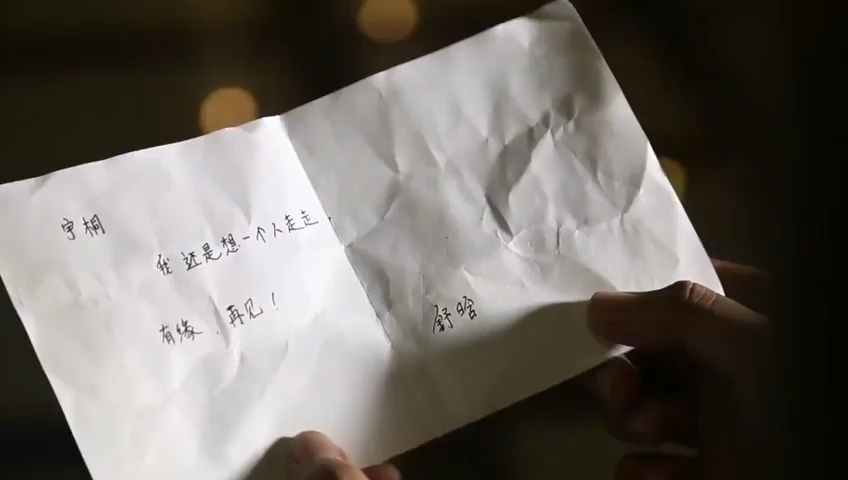 宇桐
我还是想一个人走走，
有缘，再见！
舒晗